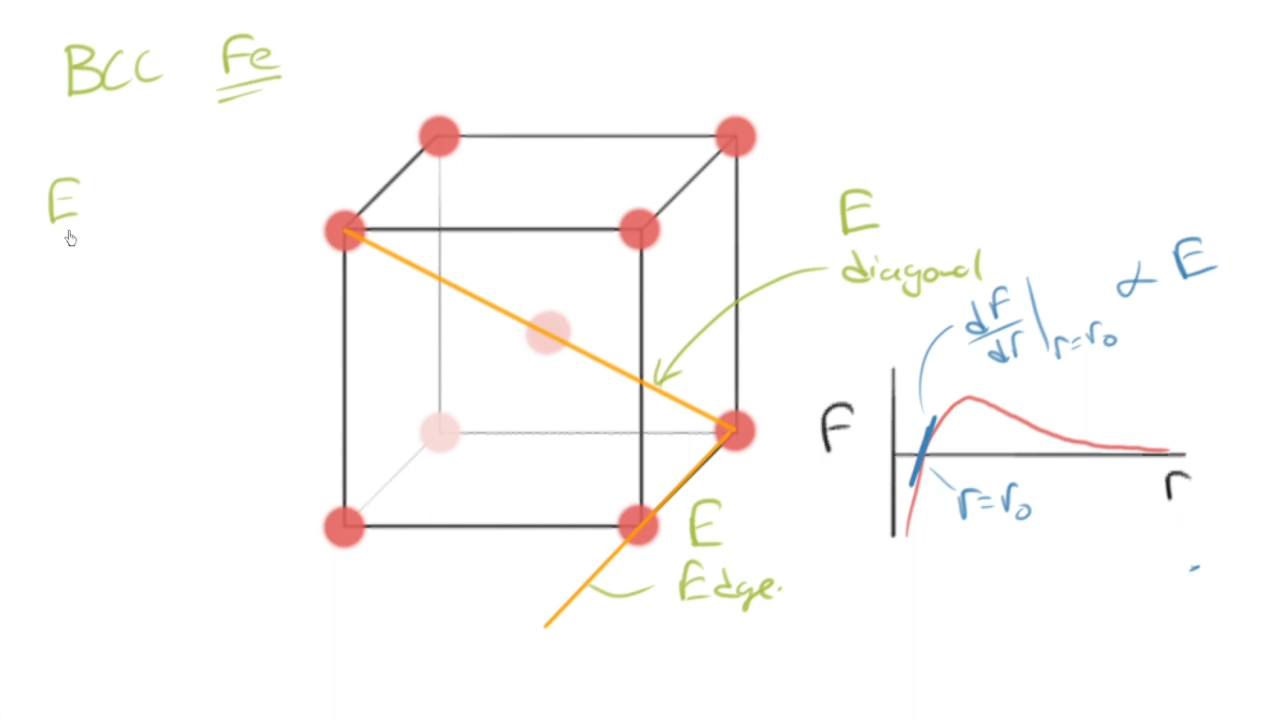 BCC Fe
E
E
diagonal
dF/dr|r=r₀ ∝ E
F
r
r=r₀
E
Edge.